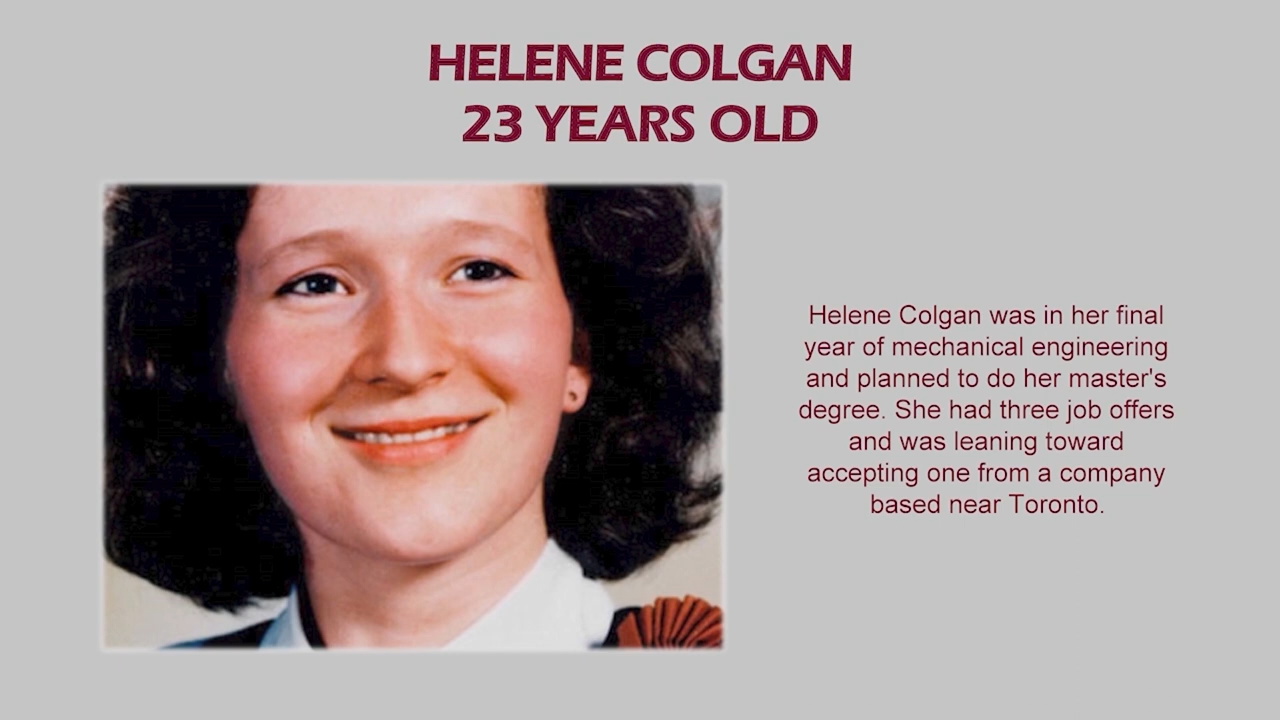 HELENE COLGAN
23 YEARS OLD
Helene Colgan was in her final
year of mechanical engineering
and planned to do her master's
degree. She had three job offers
and was leaning toward
accepting one from a company
based near Toronto.